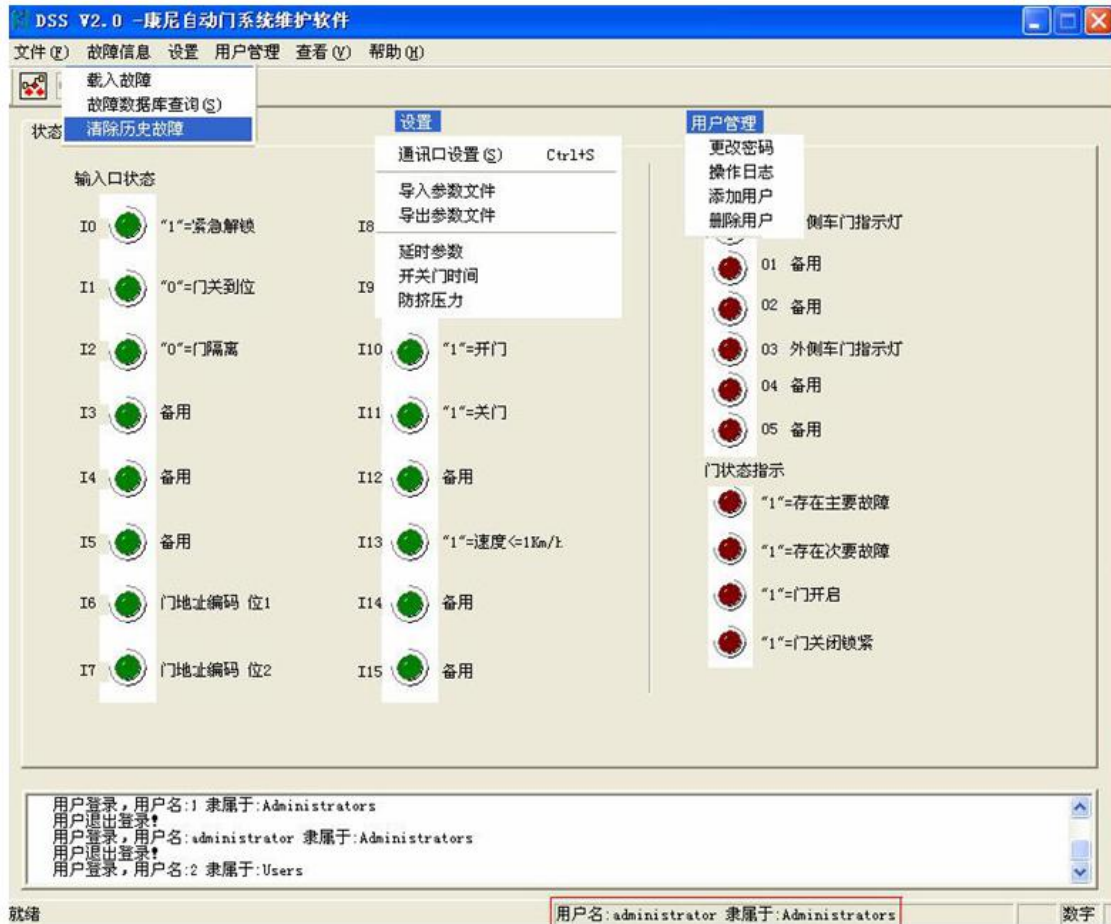 DSS V2.0 -康尼自动门系统维护软件
文件(F) 故障信息 设置 用户管理 查看(V) 帮助(H)
载入故障
故障数据库查询(S)
清除历史故障
状态
输入口状态
I0 "1"=紧急解锁
I1 "0"=门关到位
I2 "0"=门隔离
I3 备用
I4 备用
I5 备用
I6 门地址编码 位1
I7 门地址编码 位2
设置
通讯口设置(S) Ctrl+S
导入参数文件
导出参数文件
延时参数
开关门时间
防挤压力
I8
I9
I10 "1"=开门
I11 "1"=关门
I12 备用
I13 "1"=速度<=1Km/h
I14 备用
I15 备用
用户管理
更改密码
操作日志
添加用户
删除用户
侧车门指示灯
O1 备用
O2 备用
O3 外侧车门指示灯
O4 备用
O5 备用
门状态指示
"1"=存在主要故障
"1"=存在次要故障
"1"=门开启
"1"=门关闭锁紧
用户登录,用户名:1 隶属于:Administrators
用户退出登录!
用户登录,用户名:administrator 隶属于:Administrators
用户退出登录!
用户登录,用户名:2 隶属于:Users
就绪
用户名:administrator 隶属于:Administrators
数字